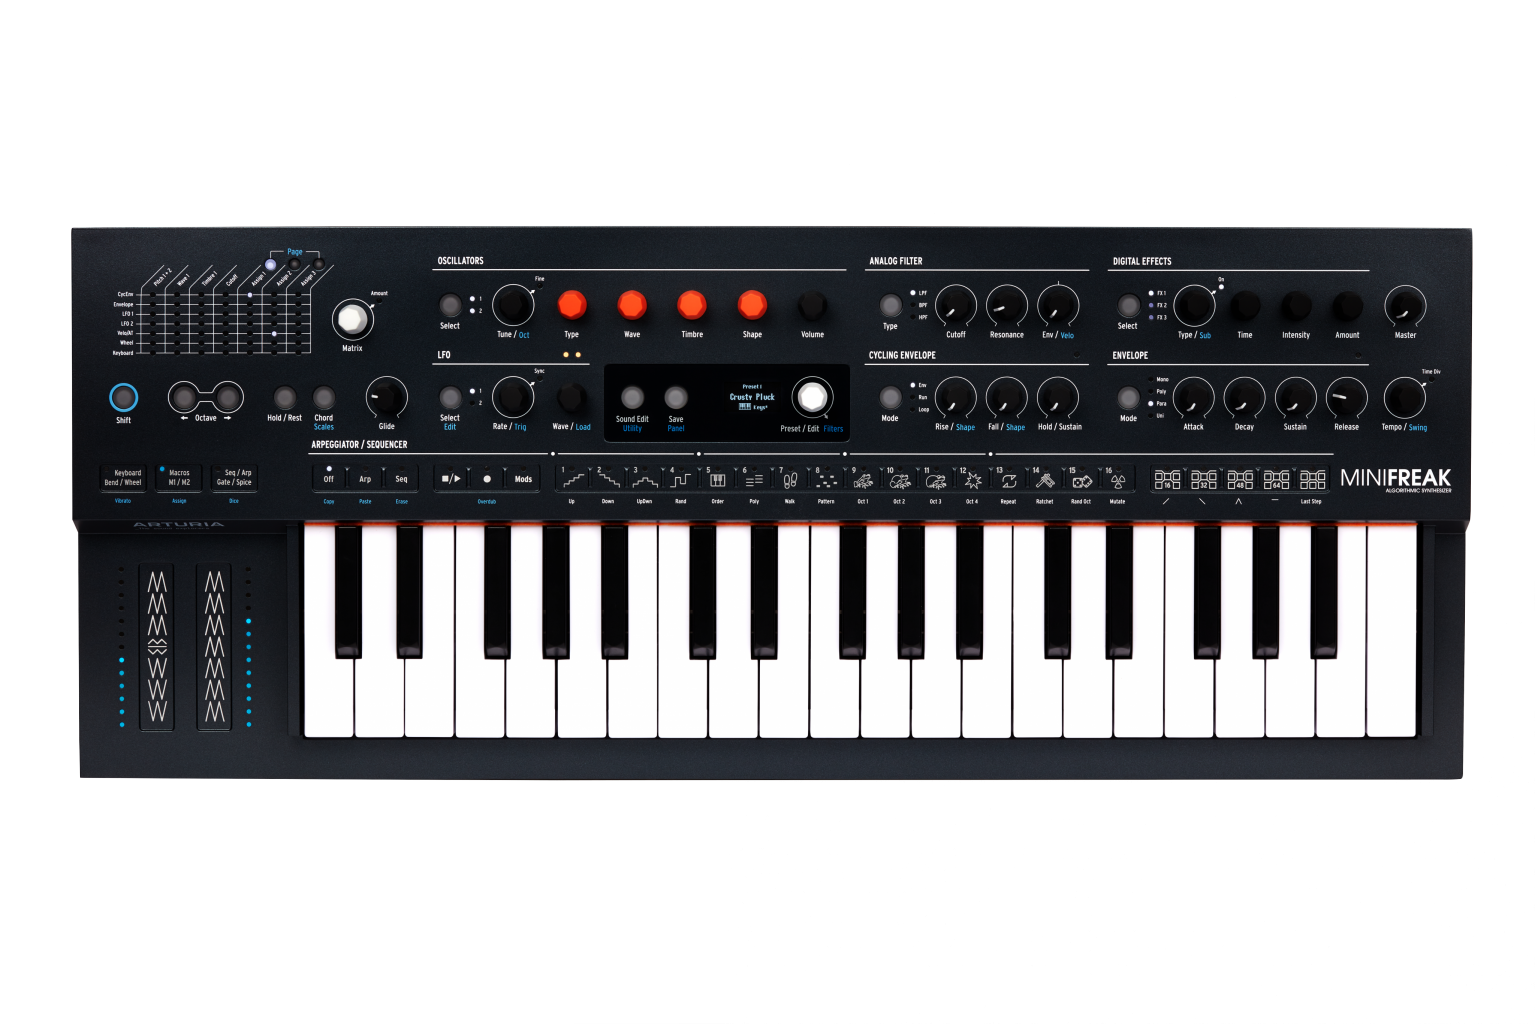 Page
Pitch 1 + 2
Wave 1
Timbre 1
Cutoff
Assign 1
Assign 2
Assign 3
CycEnv
Envelope
LFO 1
LFO 2
Velo/AT
Wheel
Keyboard
Amount
Matrix
Shift
Octave
Hold / Rest
Chord
Scales
Glide
OSCILLATORS
Select
1
2
Fine
Tune / Oct
Type
Wave
Timbre
Shape
Volume
LFO
Select
Edit
1
2
Sync
Rate / Trig
Wave / Load
Sound Edit
Utility
Save
Panel
Preset 1
Crusty Pluck
Keys*
Preset / Edit Filters
ANALOG FILTER
Type
LPF
BPF
HPF
Cutoff
Resonance
Env / Velo
CYCLING ENVELOPE
Mode
Env
Run
Loop
Rise / Shape
Fall / Shape
Hold / Sustain
DIGITAL EFFECTS
Select
FX 1
FX 2
FX 3
On
Type / Sub
Time
Intensity
Amount
Master
ENVELOPE
Mode
Mono
Poly
Para
Uni
Attack
Decay
Sustain
Release
Time Div
Tempo / Swing
ARPEGGIATOR / SEQUENCER
Keyboard
Bend / Wheel
Vibrato
Macros
M1 / M2
Assign
Seq / Arp
Gate / Spice
Dice
Off
Copy
Arp
Paste
Seq
Erase
Overdub
Mods
1
Up
2
Down
3
UpDwn
4
Rand
5
Order
6
Poly
7
Walk
8
Pattern
9
Oct 1
10
Oct 2
11
Oct 3
12
Oct 4
13
Repeat
14
Ratchet
15
Rand Oct
16
Mutate
16
32
48
64
Last Step
MINIFREAK
ALGORITHMIC SYNTHESIZER
ARTURIA